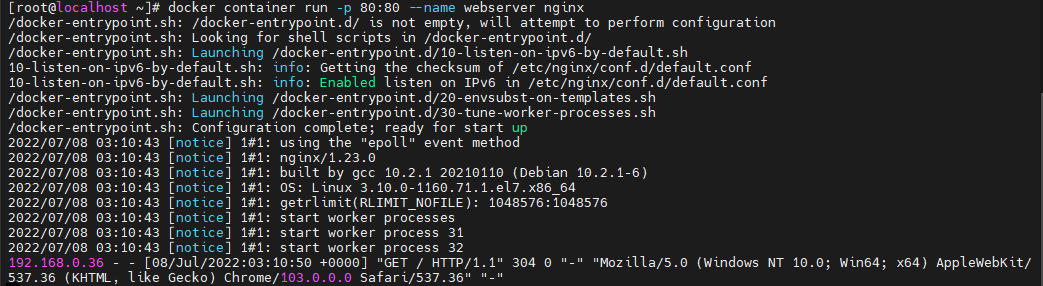 [root@localhost ~]# docker container run -p 80:80 --name webserver nginx
/docker-entrypoint.sh: /docker-entrypoint.d/ is not empty, will attempt to perform configuration
/docker-entrypoint.sh: Looking for shell scripts in /docker-entrypoint.d/
/docker-entrypoint.sh: Launching /docker-entrypoint.d/10-listen-on-ipv6-by-default.sh
10-listen-on-ipv6-by-default.sh: info: Getting the checksum of /etc/nginx/conf.d/default.conf
10-listen-on-ipv6-by-default.sh: info: Enabled listen on IPv6 in /etc/nginx/conf.d/default.conf
/docker-entrypoint.sh: Launching /docker-entrypoint.d/20-envsubst-on-templates.sh
/docker-entrypoint.sh: Launching /docker-entrypoint.d/30-tune-worker-processes.sh
/docker-entrypoint.sh: Configuration complete; ready for start up
2022/07/08 03:10:43 [notice] 1#1: using the "epoll" event method
2022/07/08 03:10:43 [notice] 1#1: nginx/1.23.0
2022/07/08 03:10:43 [notice] 1#1: built by gcc 10.2.1 20210110 (Debian 10.2.1-6)
2022/07/08 03:10:43 [notice] 1#1: OS: Linux 3.10.0-1160.71.1.el7.x86_64
2022/07/08 03:10:43 [notice] 1#1: getrlimit(RLIMIT_NOFILE): 1048576:1048576
2022/07/08 03:10:43 [notice] 1#1: start worker processes
2022/07/08 03:10:43 [notice] 1#1: start worker process 31
2022/07/08 03:10:43 [notice] 1#1: start worker process 32
192.168.0.36 - - [08/Jul/2022:03:10:50 +0000] "GET / HTTP/1.1" 304 0 "-" "Mozilla/5.0 (Windows NT 10.0; Win64; x64) AppleWebKit/
537.36 (KHTML, like Gecko) Chrome/103.0.0.0 Safari/537.36" "-"